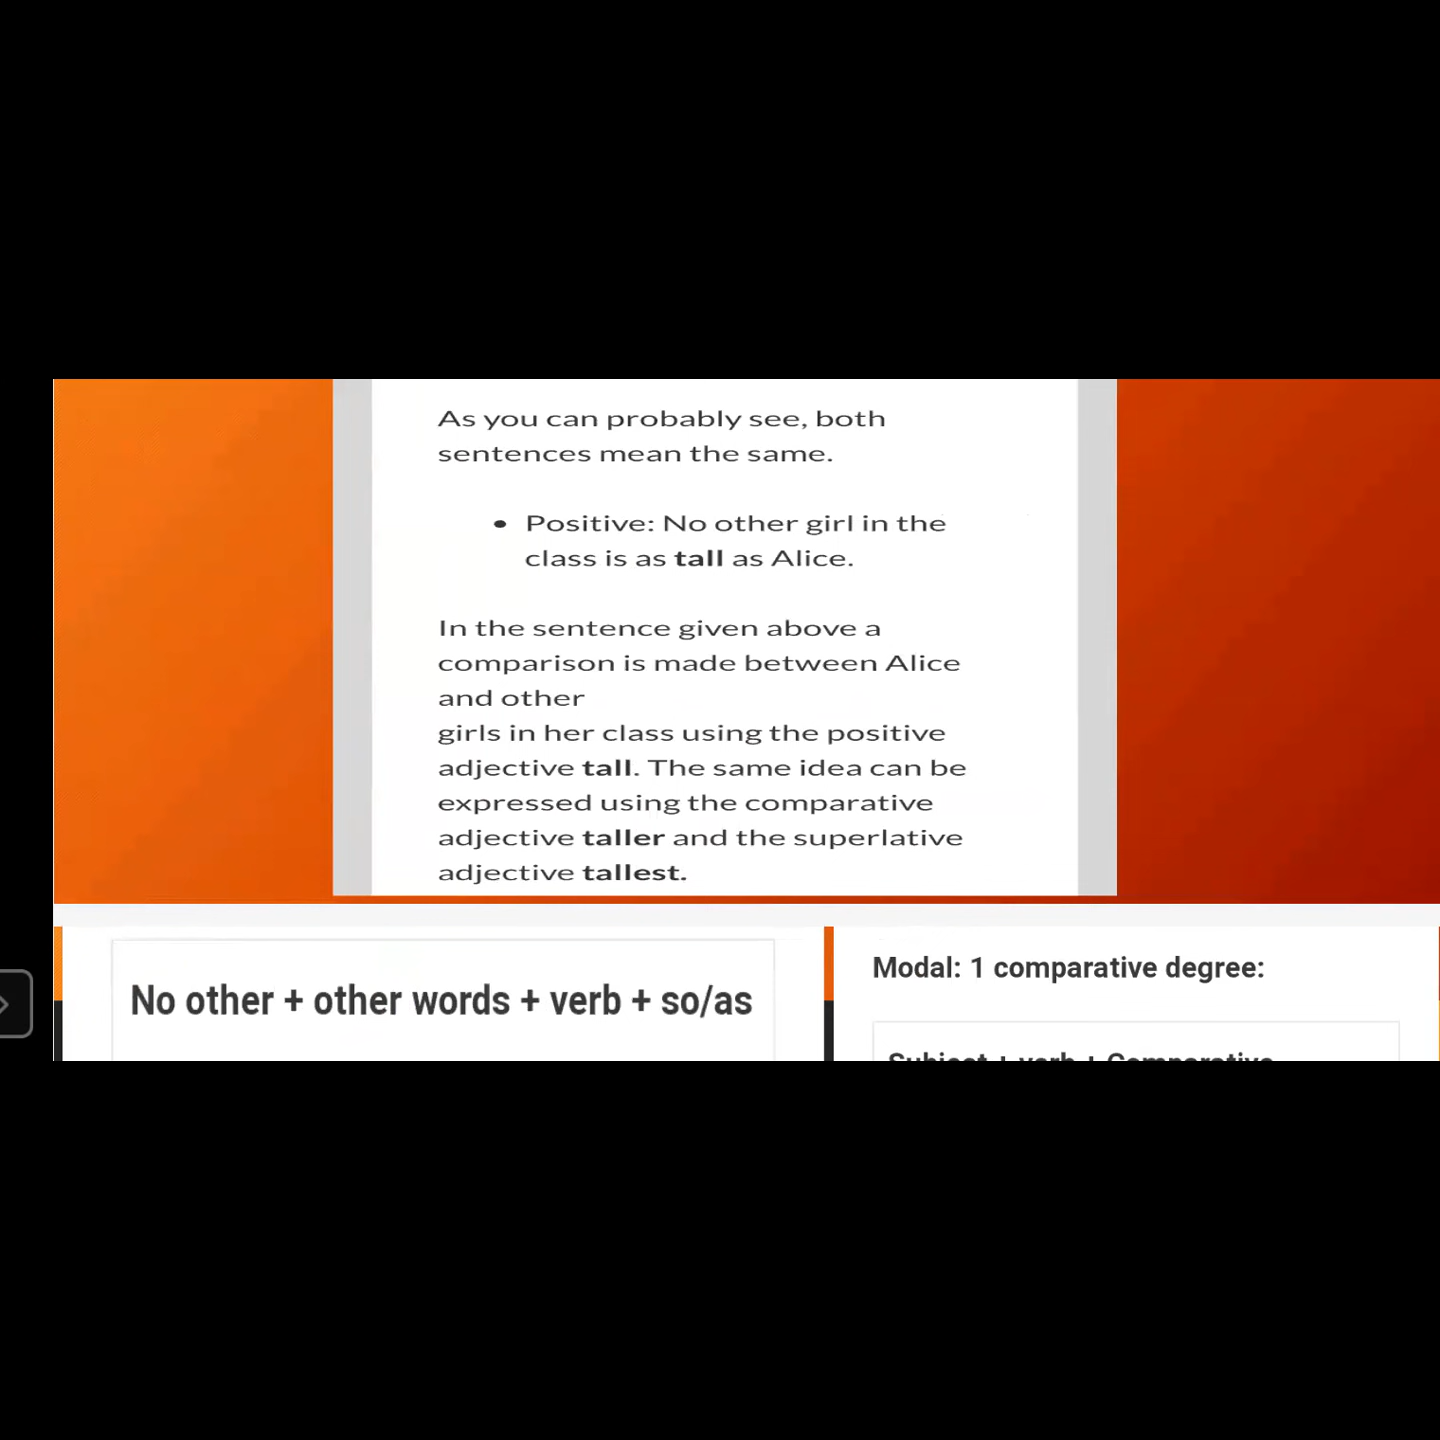 As you can probably see, both
sentences mean the same.
• Positive: No other girl in the
class is as tall as Alice.
In the sentence given above a
comparison is made between Alice
and other
girls in her class using the positive
adjective tall. The same idea can be
expressed using the comparative
adjective taller and the superlative
adjective tallest.
No other + other words + verb + so/as
Modal: 1 comparative degree:
Subject + verb + Comparative